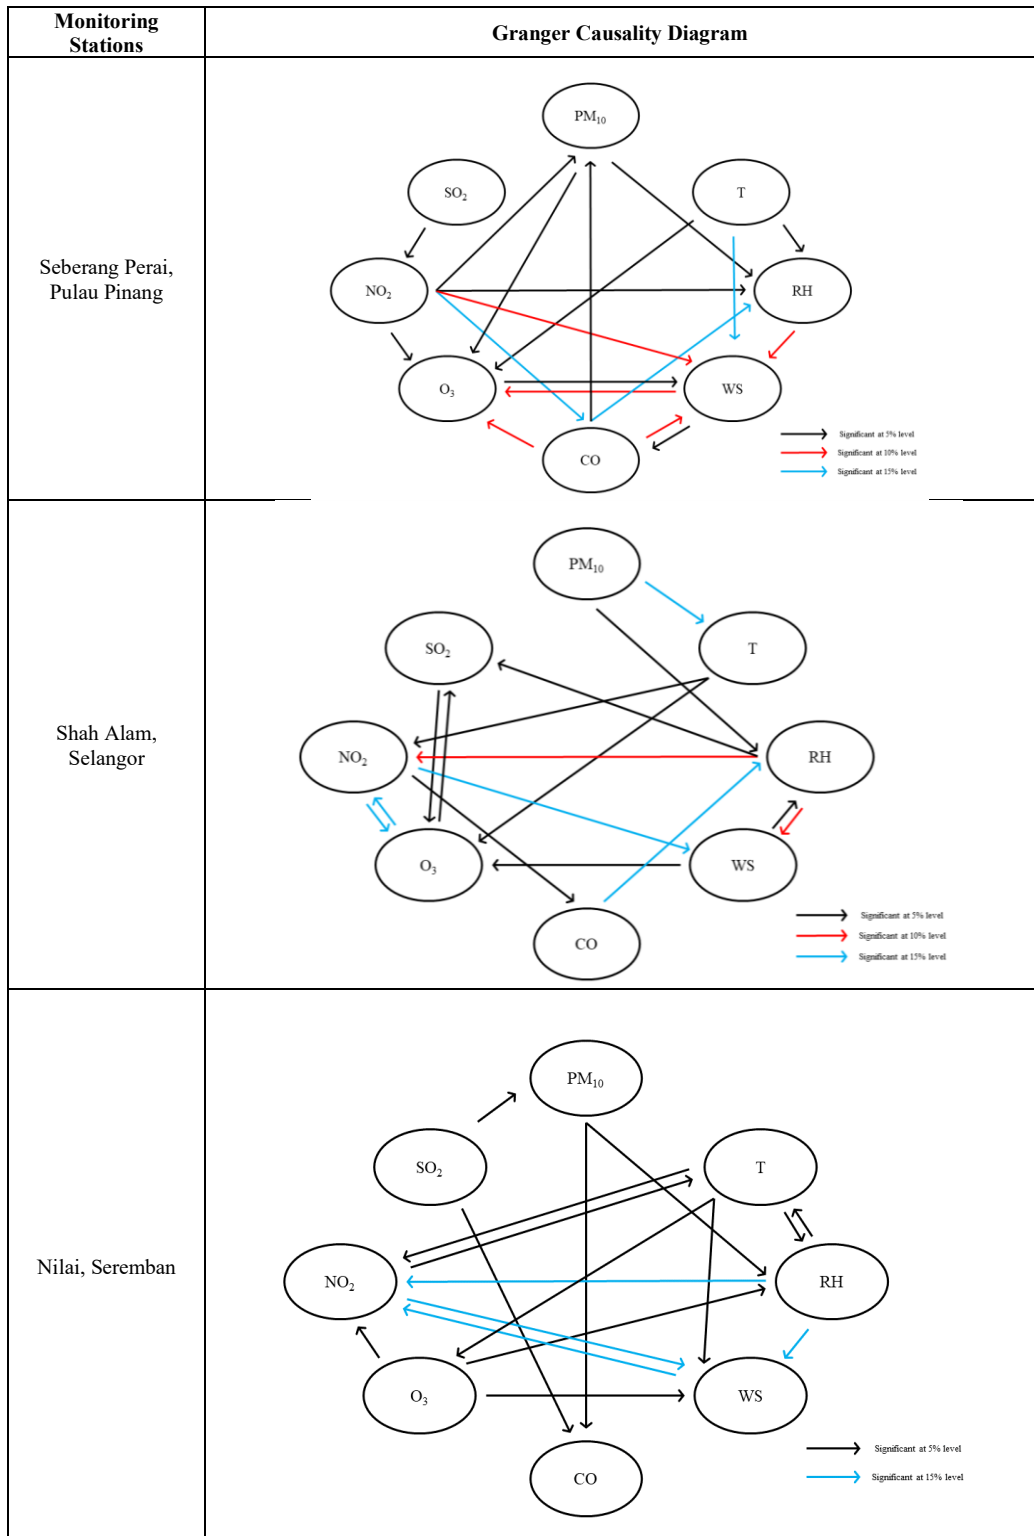 Monitoring
Stations
Granger Causality Diagram
Seberang Perai,
Pulau Pinang
PM₁₀
SO₂
T
NO₂
RH
O₃
WS
CO
Significant at 5% level
Significant at 10% level
Significant at 15% level
Shah Alam,
Selangor
PM₁₀
SO₂
T
NO₂
RH
O₃
WS
CO
Significant at 5% level
Significant at 10% level
Significant at 15% level
Nilai, Seremban
PM₁₀
SO₂
T
NO₂
RH
O₃
WS
CO
Significant at 5% level
Significant at 15% level